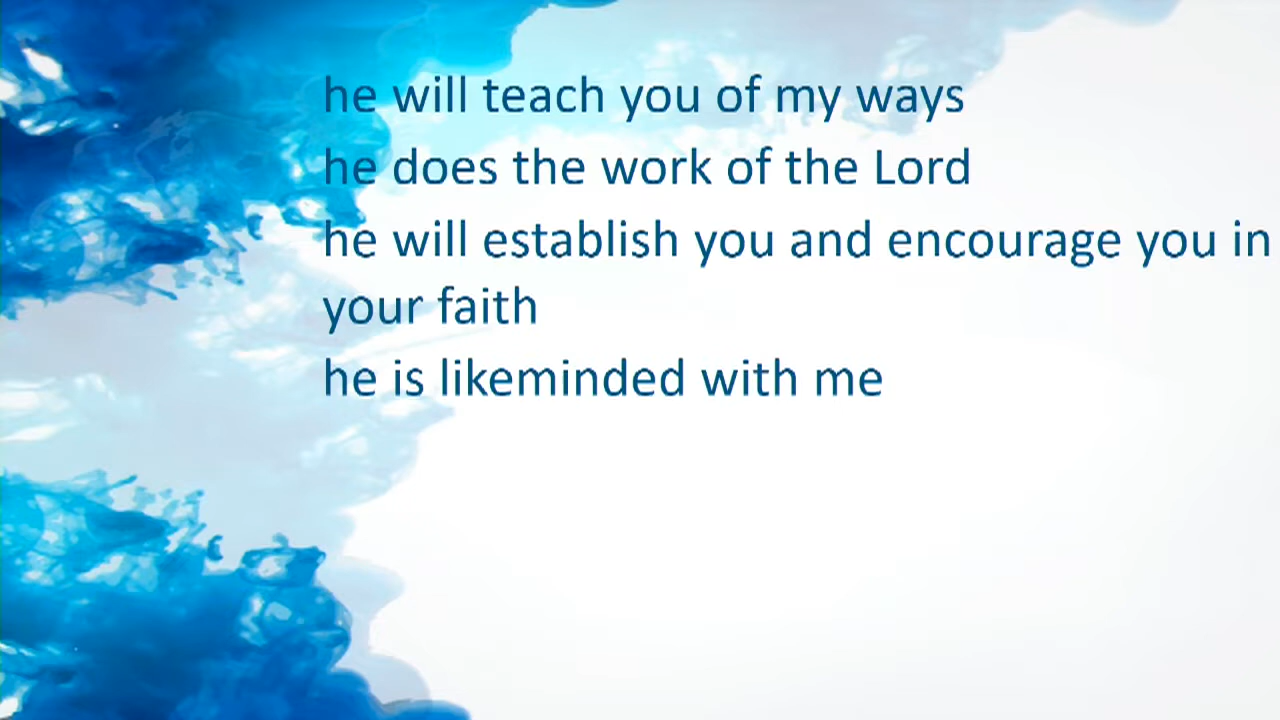 he will teach you of my ways
he does the work of the Lord
he will establish you and encourage you in
your faith
he is likeminded with me